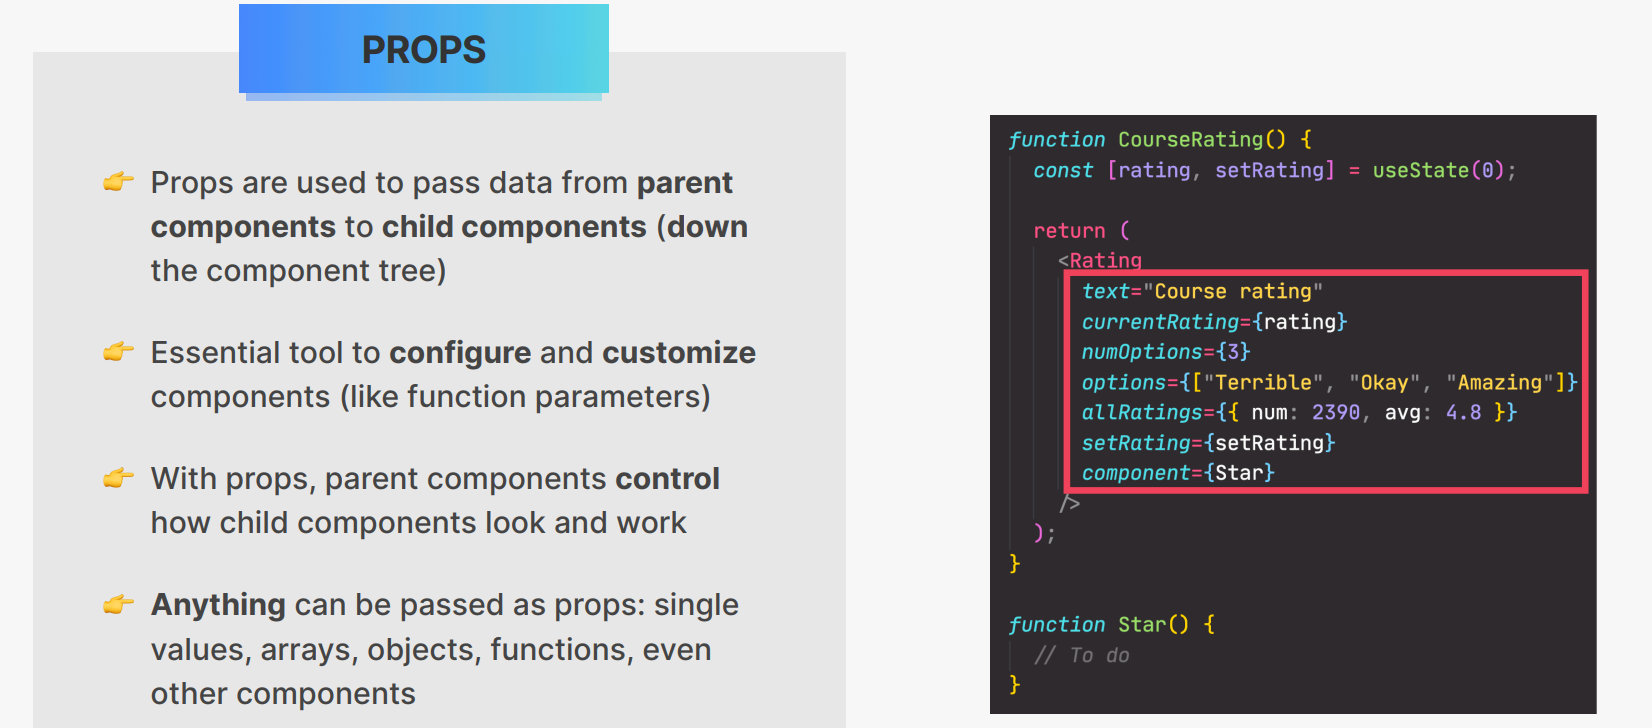 PROPS
👉 Props are used to pass data from parent
components to child components (down
the component tree)
👉 Essential tool to configure and customize
components (like function parameters)
👉 With props, parent components control
how child components look and work
👉 Anything can be passed as props: single
values, arrays, objects, functions, even
other components
function CourseRating() {
  const [rating, setRating] = useState(0);
  return (
    <Rating
      text="Course rating"
      currentRating={rating}
      numOptions={3}
      options={["Terrible", "Okay", "Amazing"]}
      allRatings={{ num: 2390, avg: 4.8 }}
      setRating={setRating}
      component={Star}
    />
  );
}
function Star() {
  // To do
}